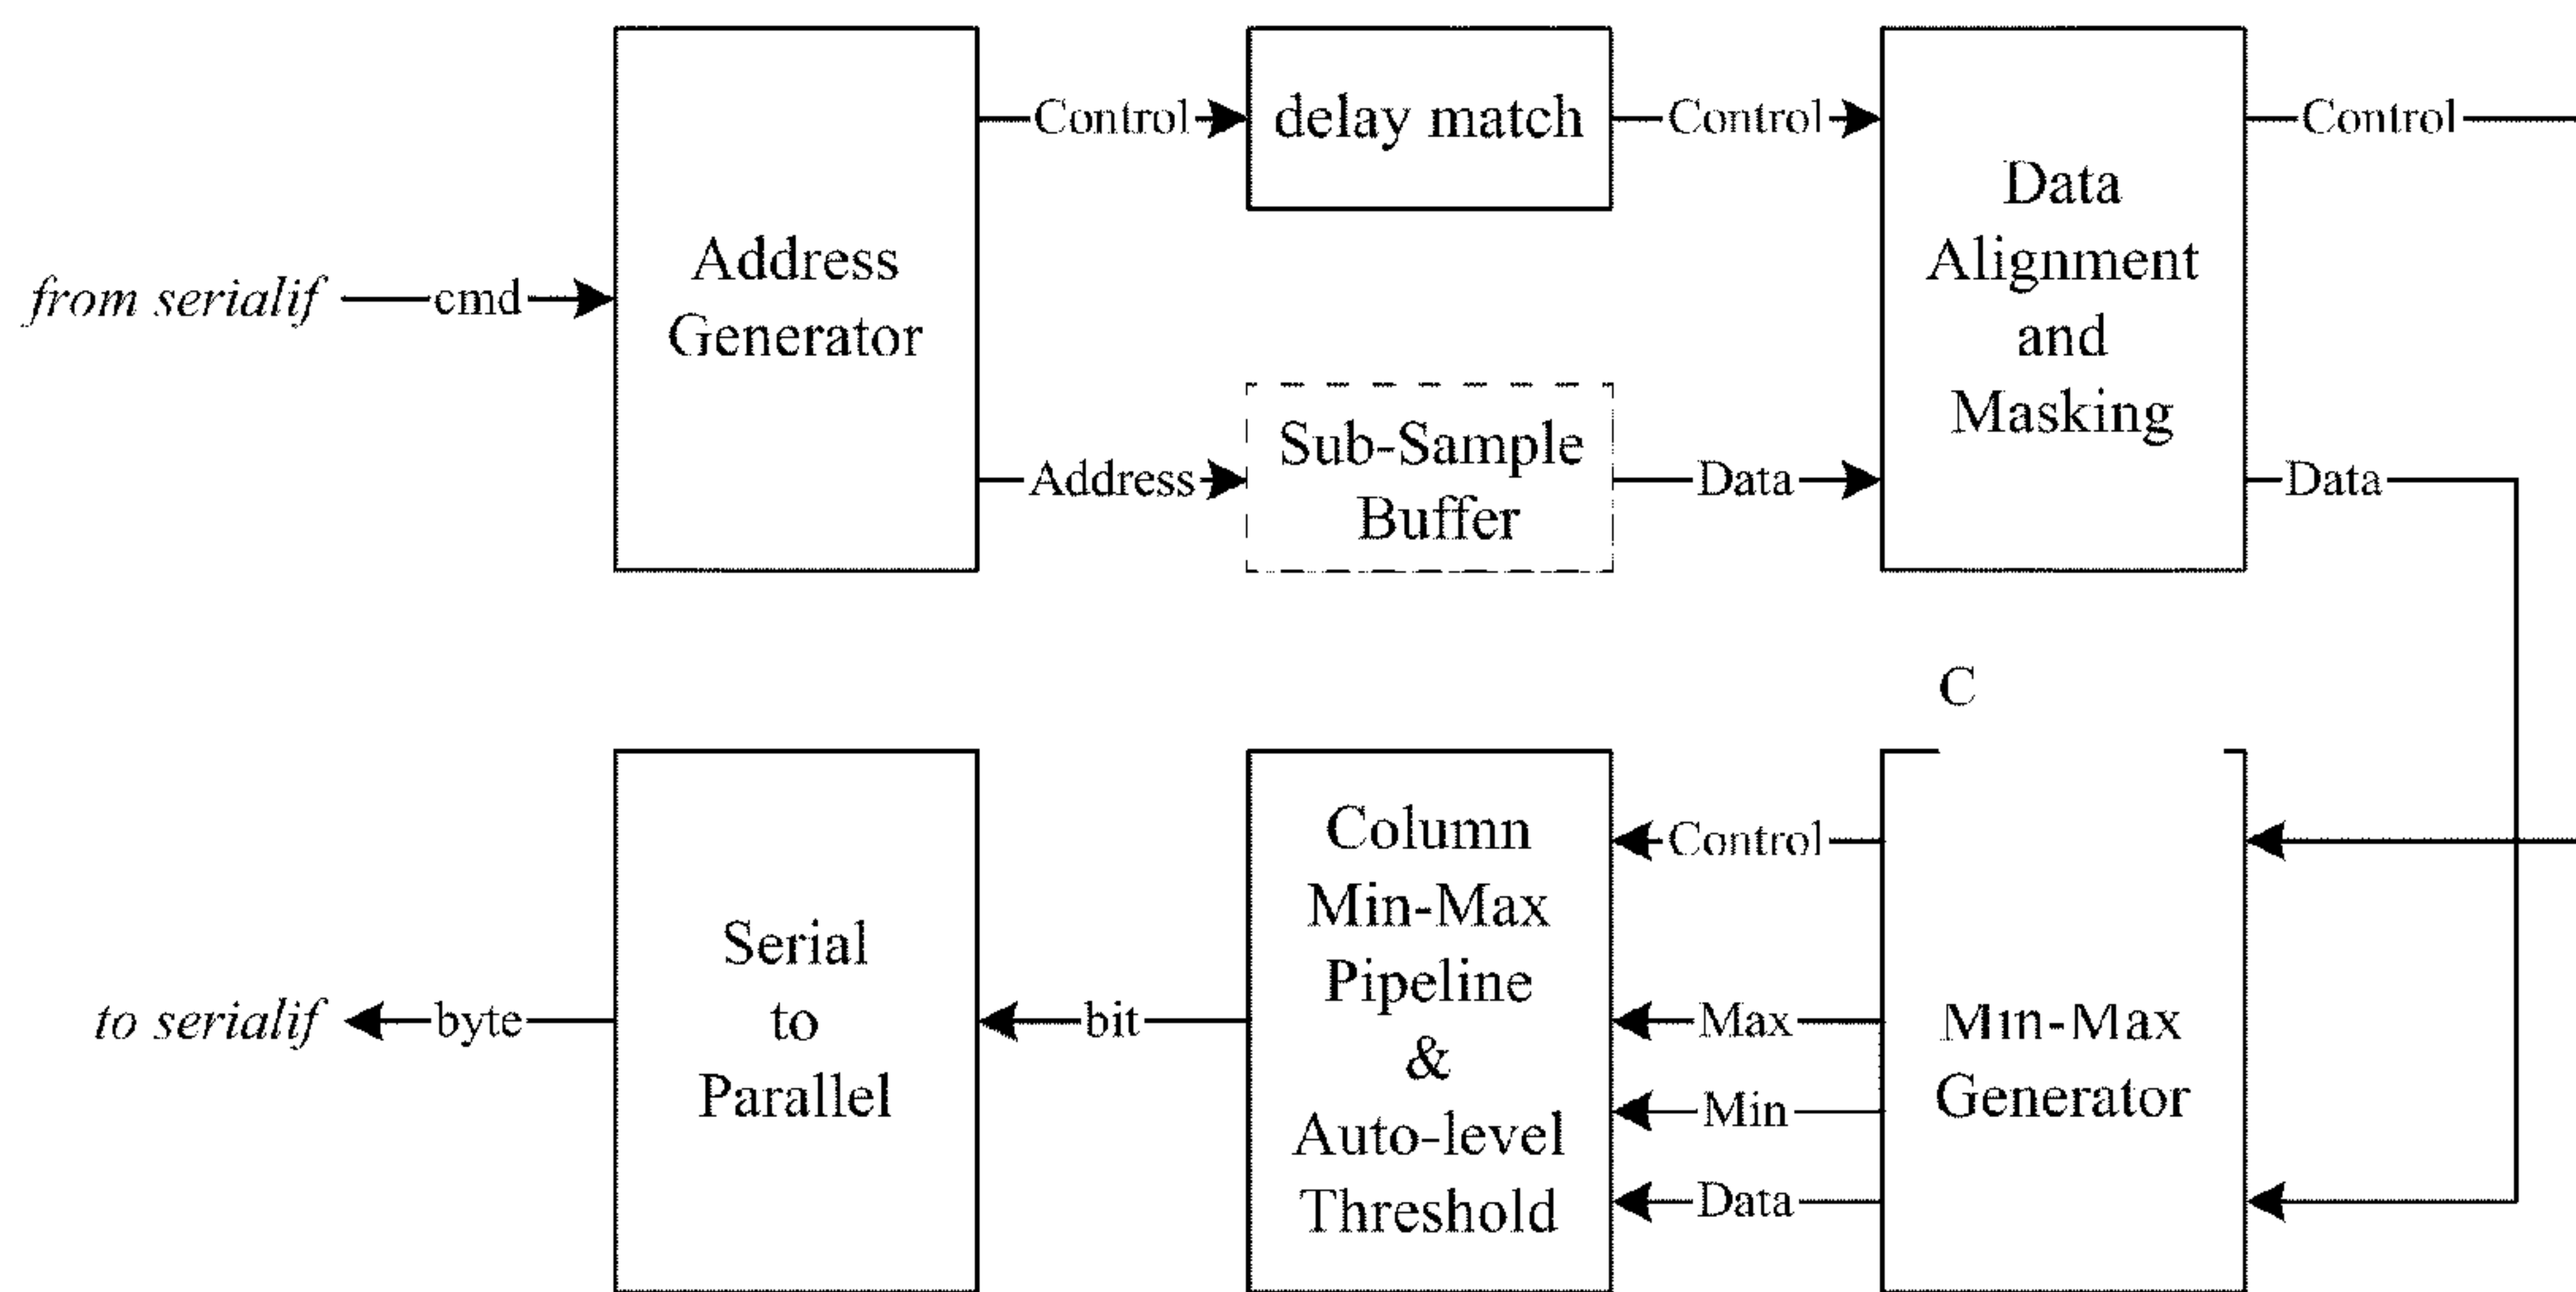 from serialif
cmd
Address
Generator
Control
delay match
Control
Address
Sub-Sample
Buffer
Data
Data
Alignment
and
Masking
Control
Data
C
Min-Max
Generator
Control
Max
Min
Data
Column
Min-Max
Pipeline
&
Auto-level
Threshold
bit
Serial
to
Parallel
byte
to serialif